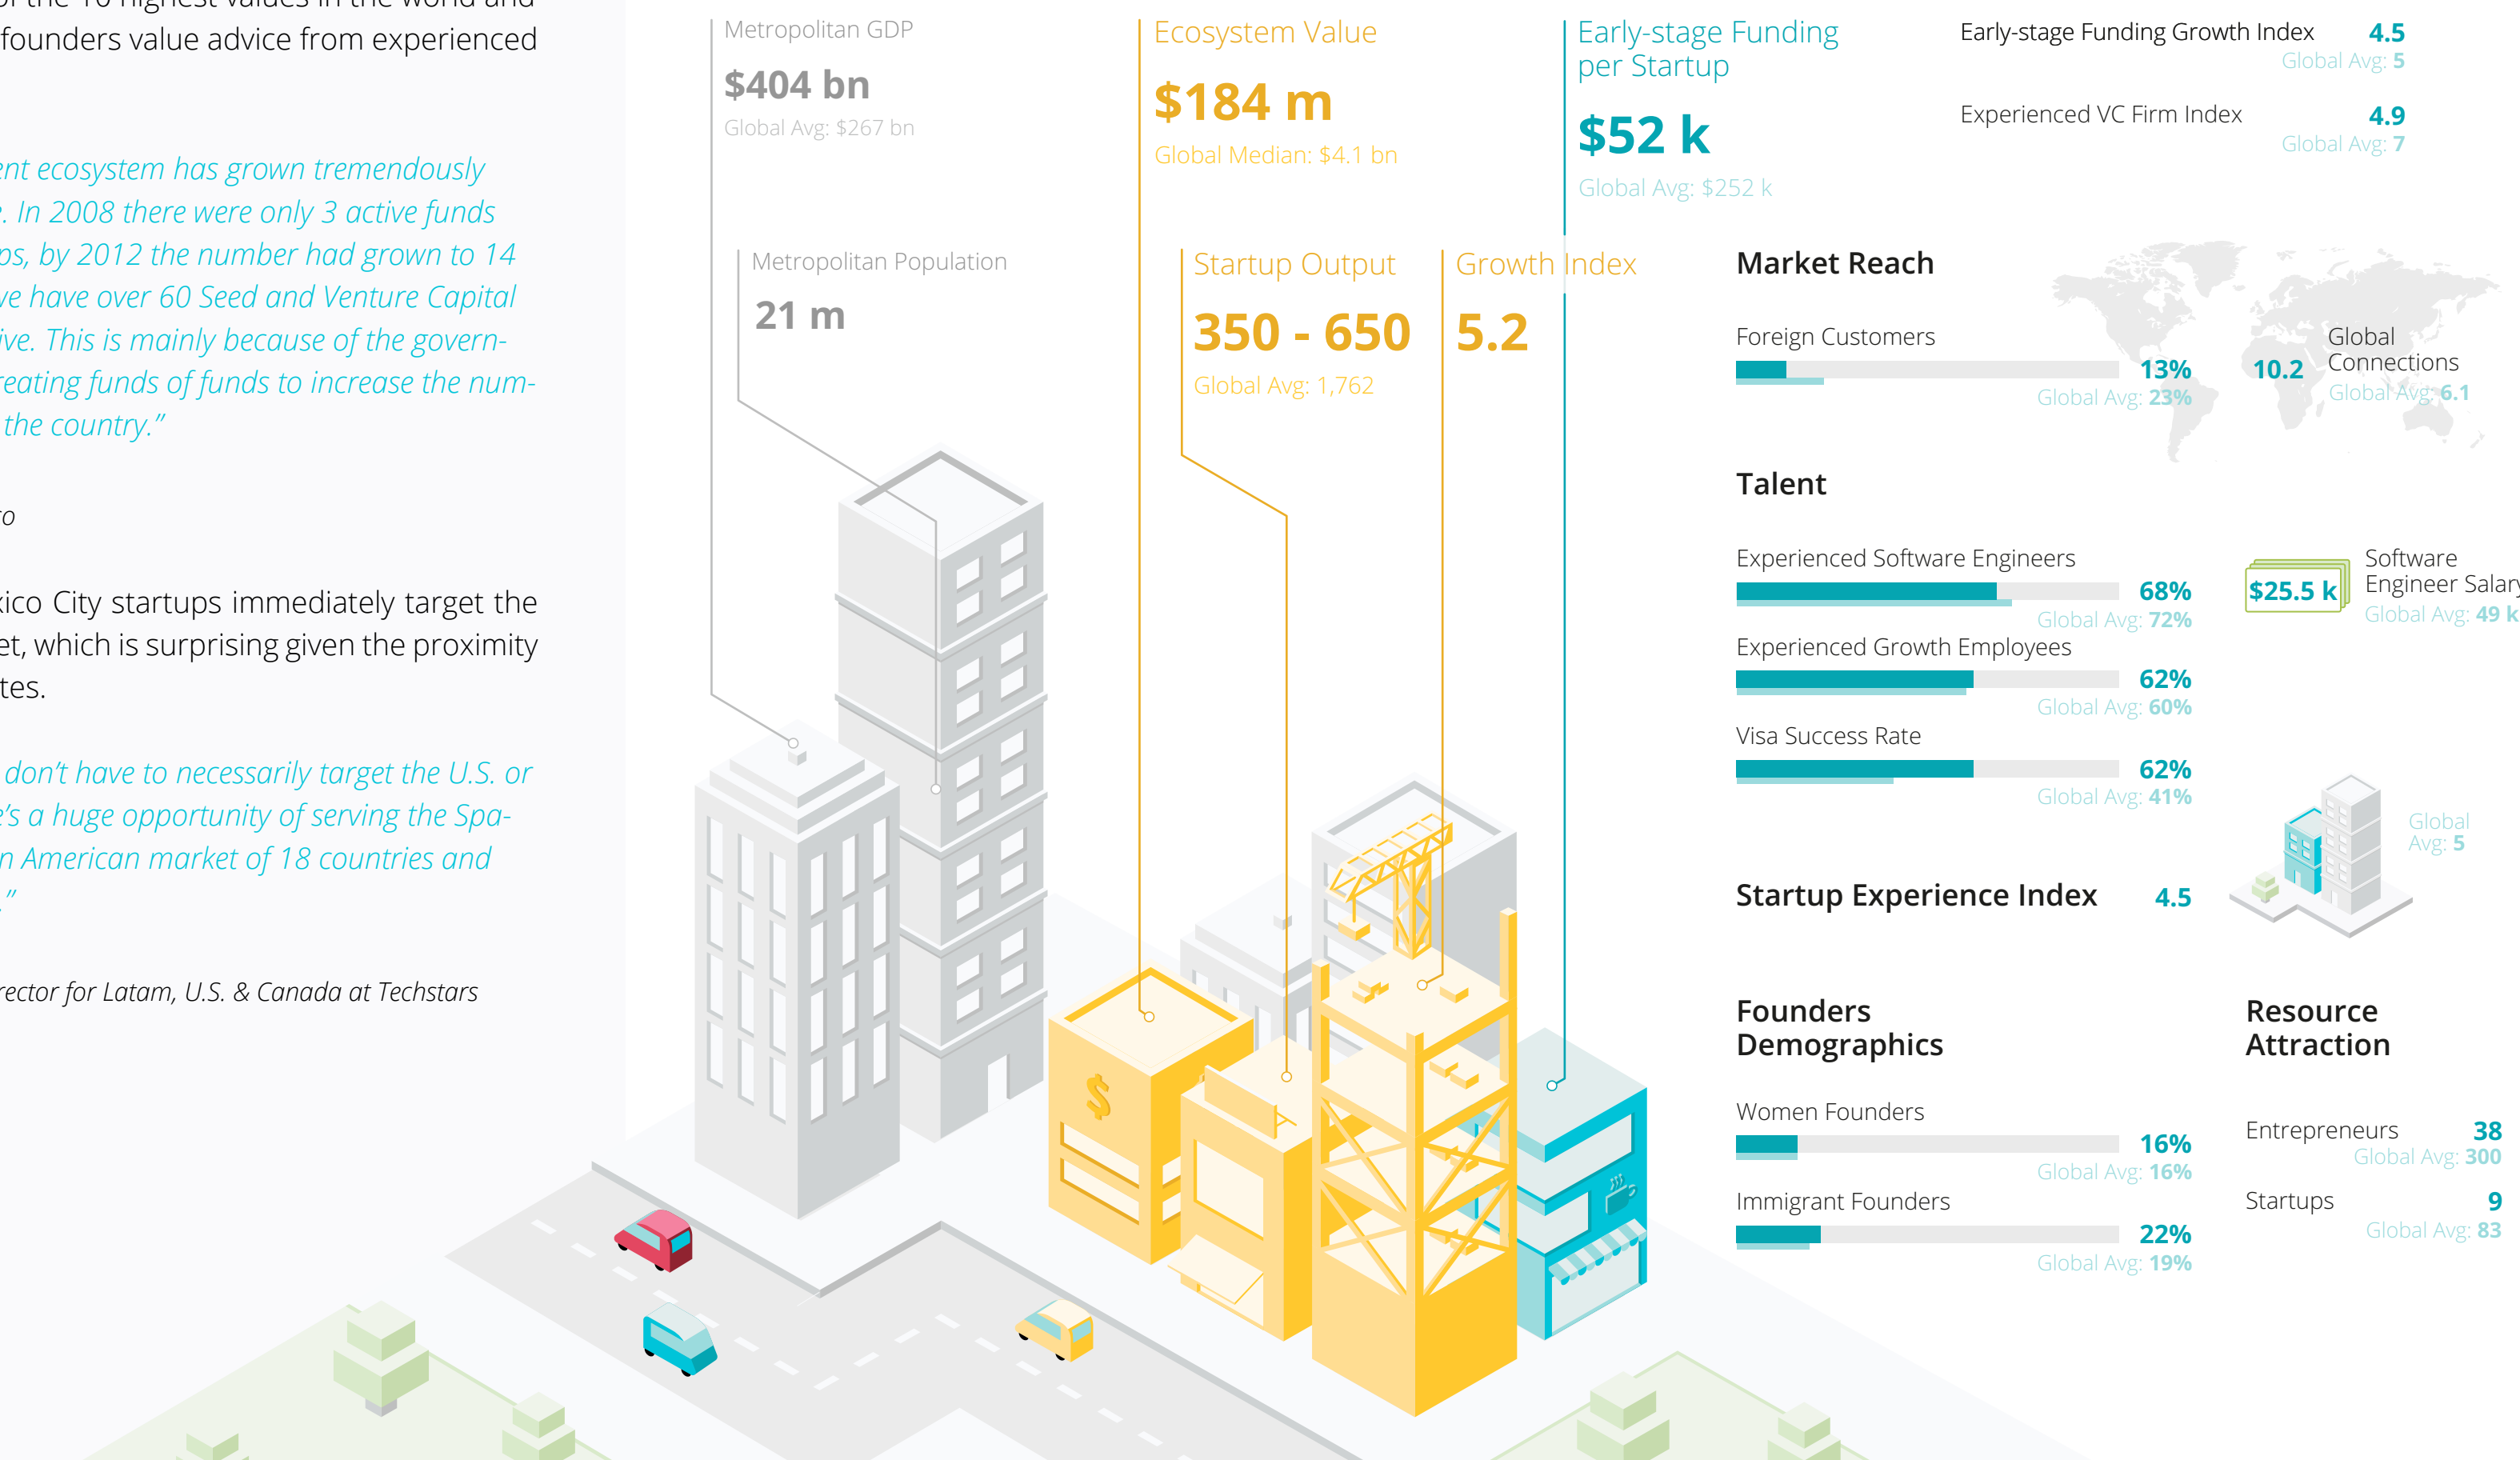 of the 10 highest values in the world and
founders value advice from experienced
ent ecosystem has grown tremendously
. In 2008 there were only 3 active funds
ps, by 2012 the number had grown to 14
ve have over 60 Seed and Venture Capital
ive. This is mainly because of the govern-
reating funds of funds to increase the num-
the country.”
co
xico City startups immediately target the
et, which is surprising given the proximity
tes.
don’t have to necessarily target the U.S. or
e’s a huge opportunity of serving the Spa-
n American market of 18 countries and
.”
rector for Latam, U.S. & Canada at Techstars
Metropolitan GDP
$404 bn
Global Avg: $267 bn
Metropolitan Population
21 m
Ecosystem Value
$184 m
Global Median: $4.1 bn
Startup Output
350 - 650
Global Avg: 1,762
Growth Index
5.2
Early-stage Funding
per Startup
$52 k
Global Avg: $252 k
Early-stage Funding Growth Index 4.5
Global Avg: 5
Experienced VC Firm Index 4.9
Global Avg: 7
Market Reach
Foreign Customers
13%
Global Avg: 23%
10.2
Global
Connections
Global Avg: 6.1
Talent
Experienced Software Engineers
68%
Global Avg: 72%
Experienced Growth Employees
62%
Global Avg: 60%
Visa Success Rate
62%
Global Avg: 41%
$25.5 k
Software
Engineer Salary
Global Avg: 49 k
Startup Experience Index 4.5
Global
Avg: 5
Founders
Demographics
Women Founders
16%
Global Avg: 16%
Immigrant Founders
22%
Global Avg: 19%
Resource
Attraction
Entrepreneurs 38
Global Avg: 300
Startups 9
Global Avg: 83
$